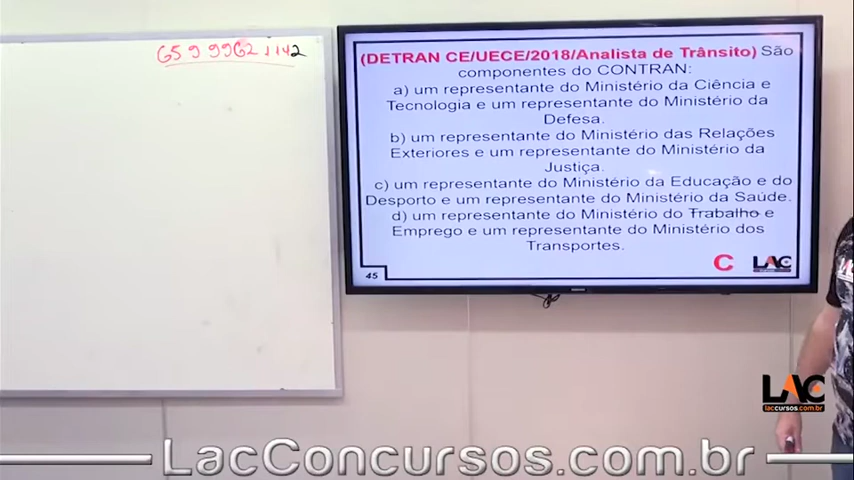 65 9 9962 1142
(DETRAN CE/UECE/2018/Analista de Trânsito) São
componentes do CONTRAN:
a) um representante do Ministério da Ciência e
Tecnologia e um representante do Ministério da
Defesa.
b) um representante do Ministério das Relações
Exteriores e um representante do Ministério da
Justiça.
c) um representante do Ministério da Educação e do
Desporto e um representante do Ministério da Saúde.
d) um representante do Ministério do Trabalho e
Emprego e um representante do Ministério dos
Transportes.
C
LAC
45
LAC
laccursos.com.br
LacConcursos.com.br